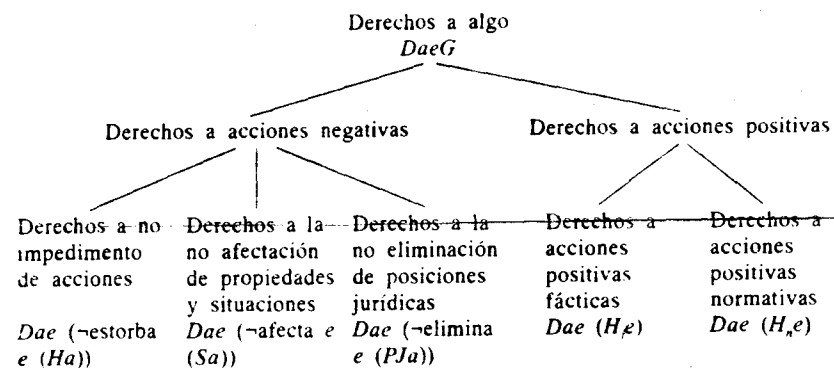 Derechos a algo
DaeG
Derechos a acciones negativas
Derechos a acciones positivas
Derechos a no
impedimento
de acciones
Dae (¬estorba
e (Ha))
Derechos a la
no afectación
de propiedades
y situaciones
Dae (¬afecta e
(Sa))
Derechos a la
no eliminación
de posiciones
jurídicas
Dae (¬elimina
e (PJa))
Derechos a
acciones
positivas
fácticas
Dae (H_f e)
Derechos a
acciones
positivas
normativas
Dae (Hₙe)